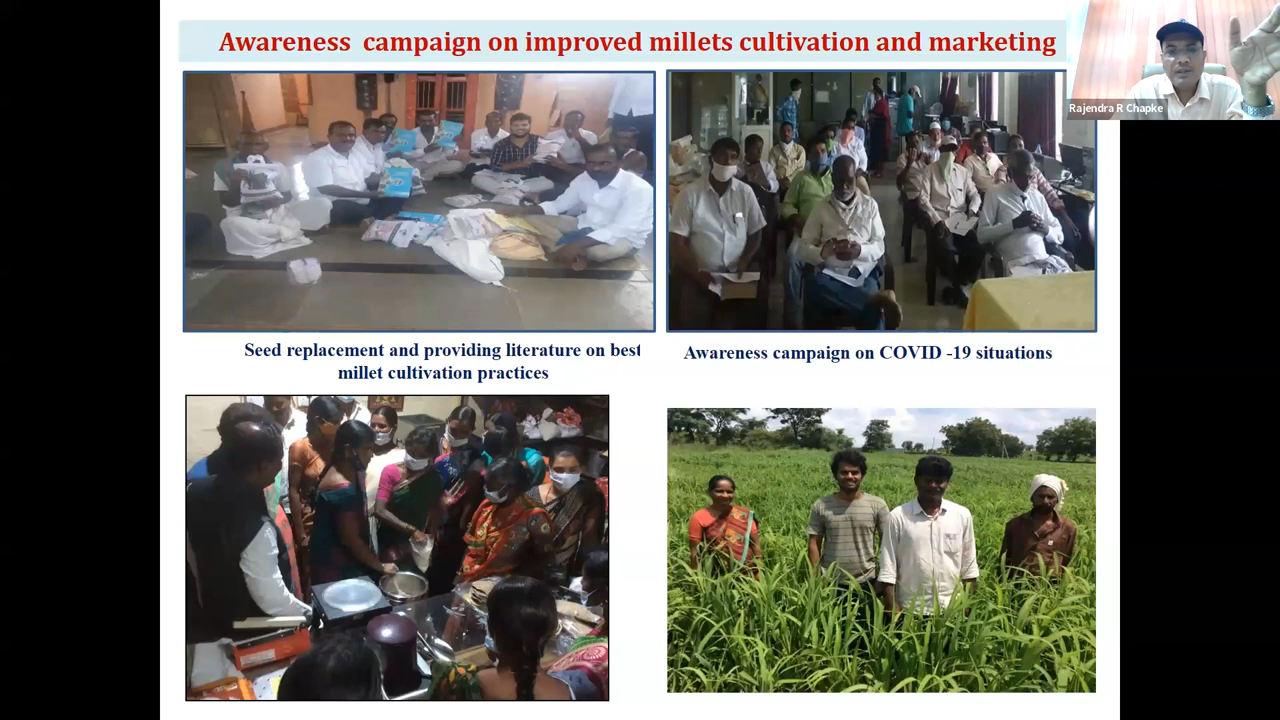 Awareness campaign on improved millets cultivation and marketing
Rajendra R Chapke
Seed replacement and providing literature on best
millet cultivation practices
Awareness campaign on COVID -19 situations